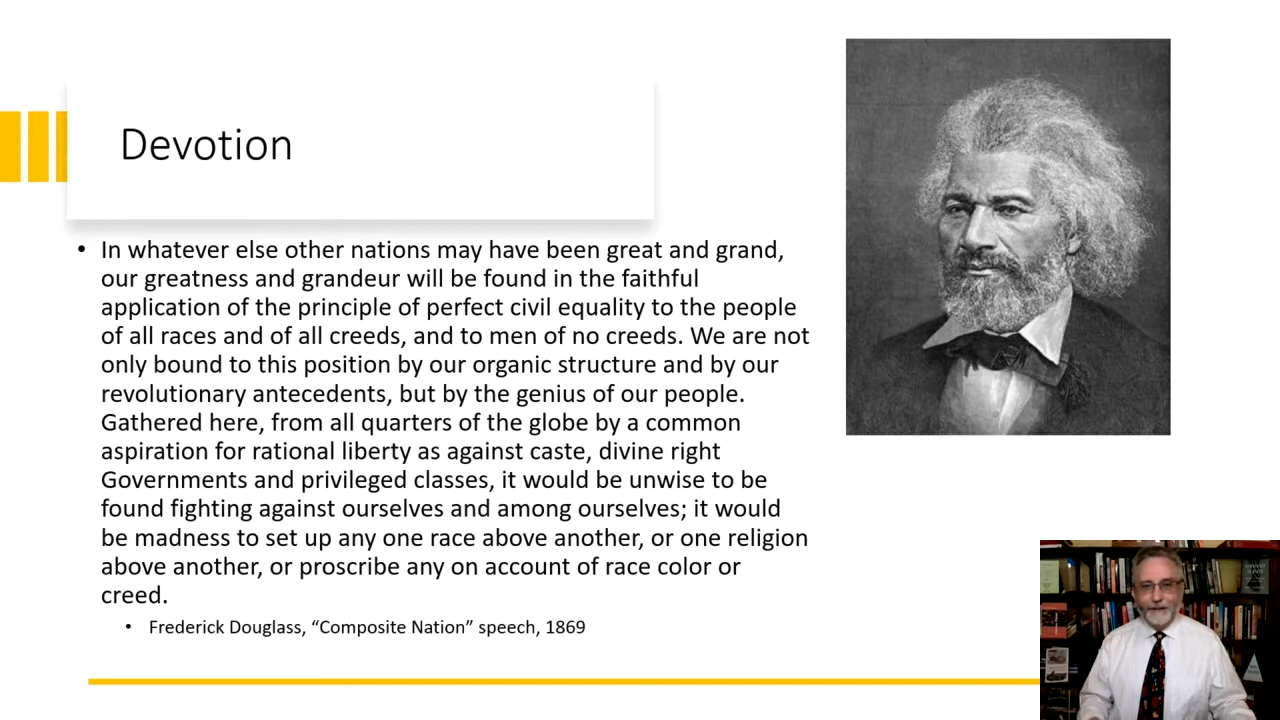 Devotion
• In whatever else other nations may have been great and grand,
our greatness and grandeur will be found in the faithful
application of the principle of perfect civil equality to the people
of all races and of all creeds, and to men of no creeds. We are not
only bound to this position by our organic structure and by our
revolutionary antecedents, but by the genius of our people.
Gathered here, from all quarters of the globe by a common
aspiration for rational liberty as against caste, divine right
Governments and privileged classes, it would be unwise to be
found fighting against ourselves and among ourselves; it would
be madness to set up any one race above another, or one religion
above another, or proscribe any on account of race color or
creed.
• Frederick Douglass, “Composite Nation” speech, 1869